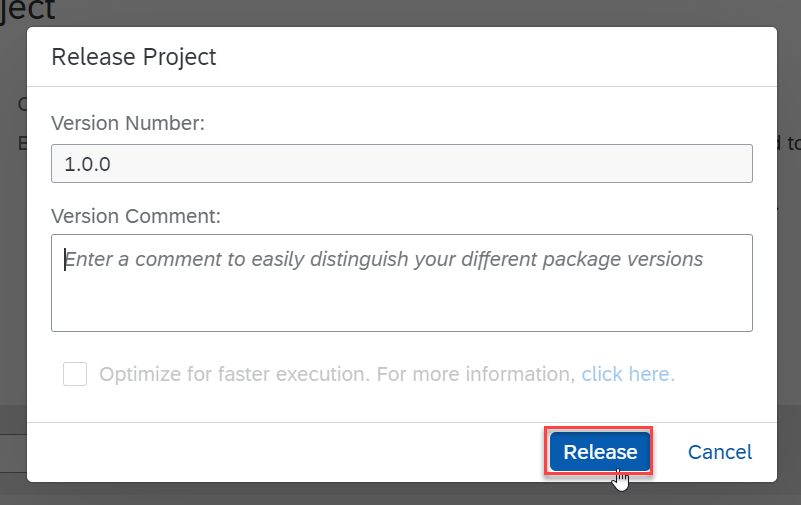 ject
Release Project
Version Number:
1.0.0
Version Comment:
Enter a comment to easily distinguish your different package versions
Optimize for faster execution. For more information, click here.
Release
Cancel